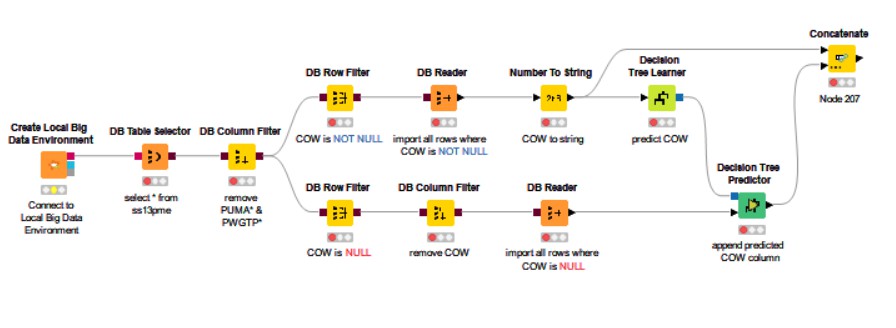 Concatenate
Node 207
DB Row Filter
COW is NOT NULL
DB Reader
import all rows where
COW is NOT NULL
Number To String
COW to string
Decision
Tree Learner
predict COW
Create Local Big
Data Environment
Connect to
Local Big Data
Environment
DB Table Selector
select * from
ss13pme
DB Column Filter
remove
PUMA* &
PWGTP*
DB Row Filter
COW is NULL
DB Column Filter
remove COW
DB Reader
import all rows where
COW is NULL
Decision Tree
Predictor
append predicted
COW column